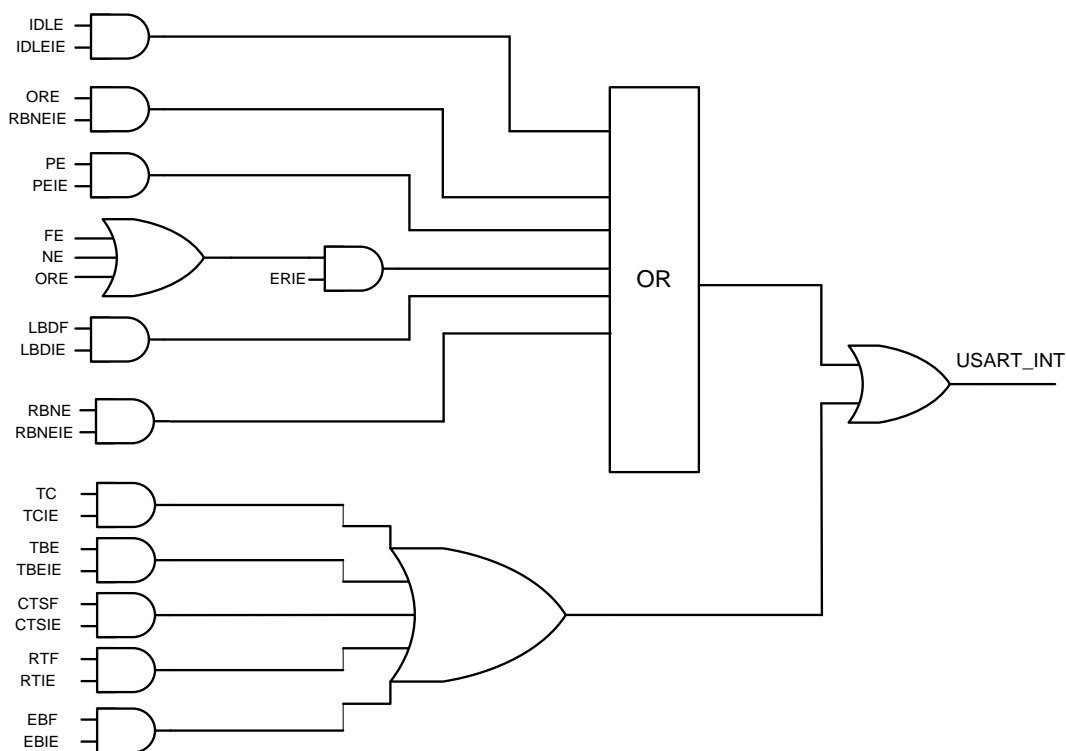 IDLE
IDLEIE
ORE
RBNEIE
PE
PEIE
FE
NE
ORE
ERIE
LBDF
LBDIE
OR
USART_INT
RBNE
RBNEIE
TC
TCIE
TBE
TBEIE
CTSF
CTSIE
RTF
RTIE
EBF
EBIE